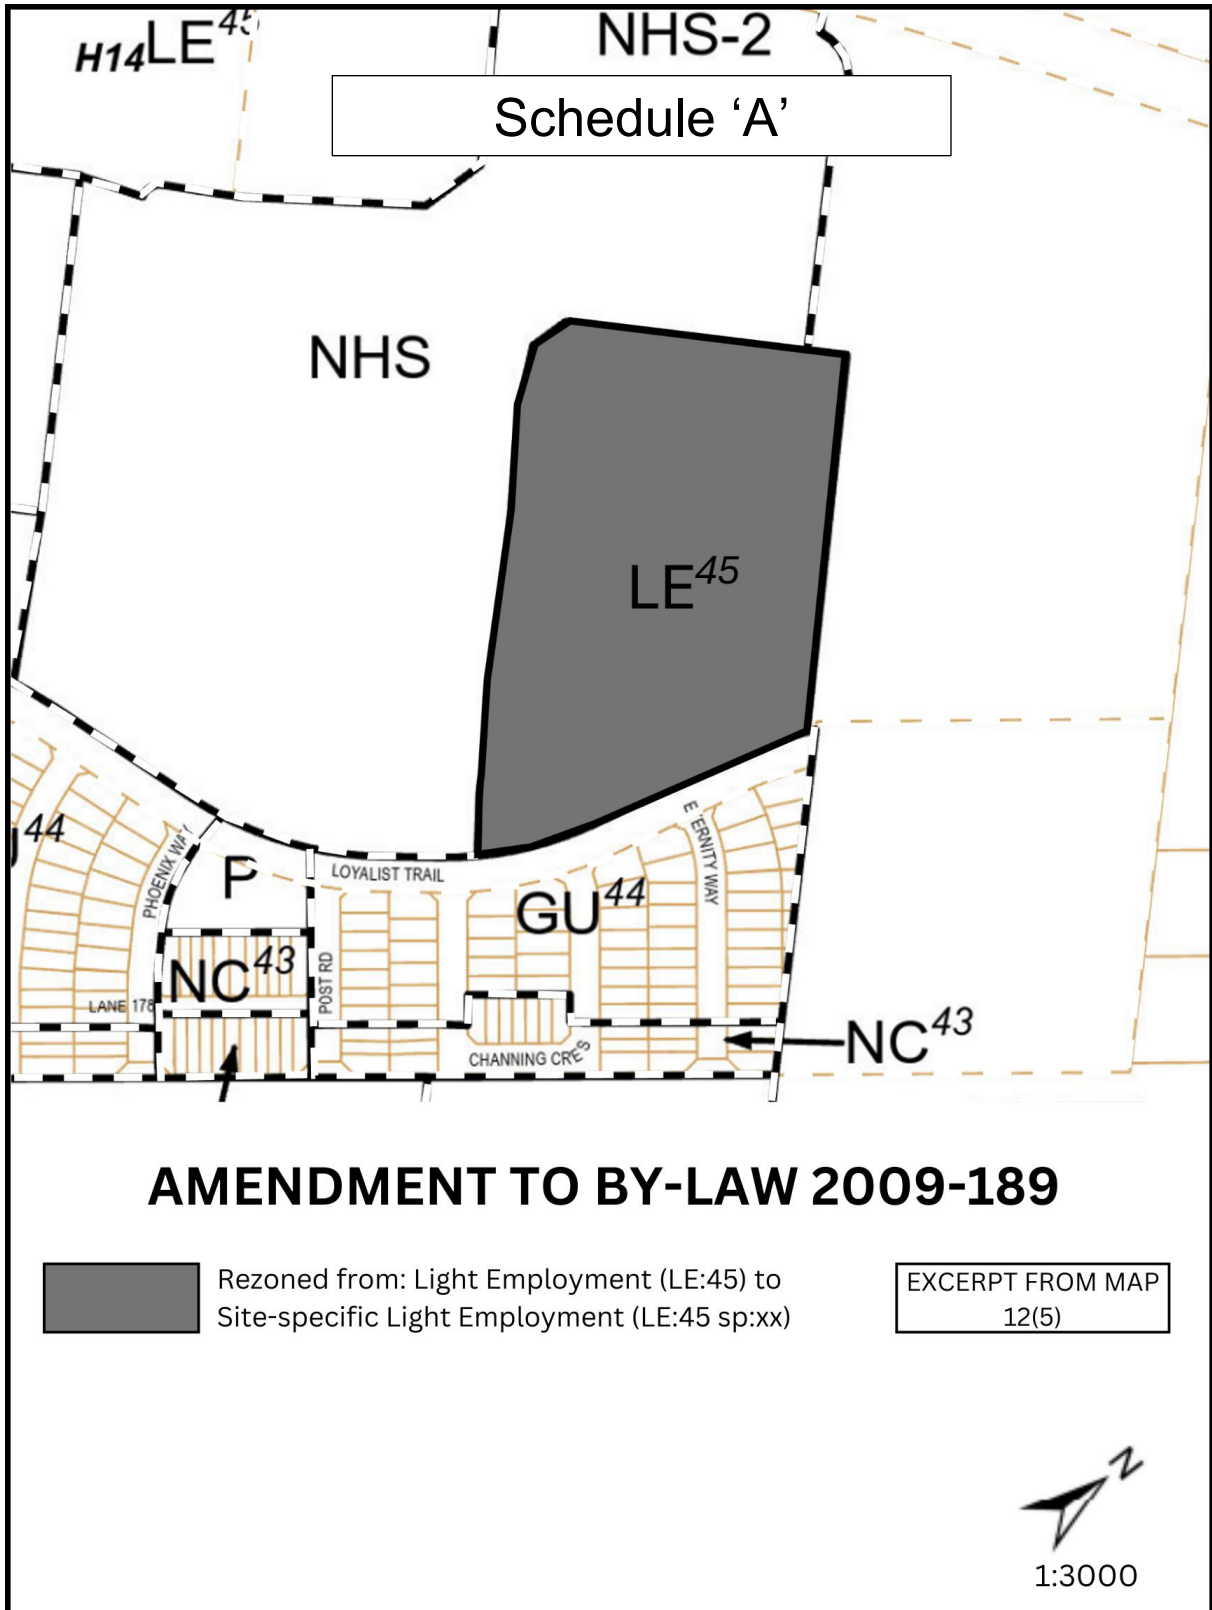 H14LE45
NHS-2
Schedule ‘A’
NHS
LE45
44
PHOENIX WAY
P
LOYALIST TRAIL
ETERNITY WAY
GU44
NC43
POST RD
LANE 178
CHANNING CRES
NC43
AMENDMENT TO BY-LAW 2009-189
Rezoned from: Light Employment (LE:45) to
Site-specific Light Employment (LE:45 sp:xx)
EXCERPT FROM MAP
12(5)
N
1:3000